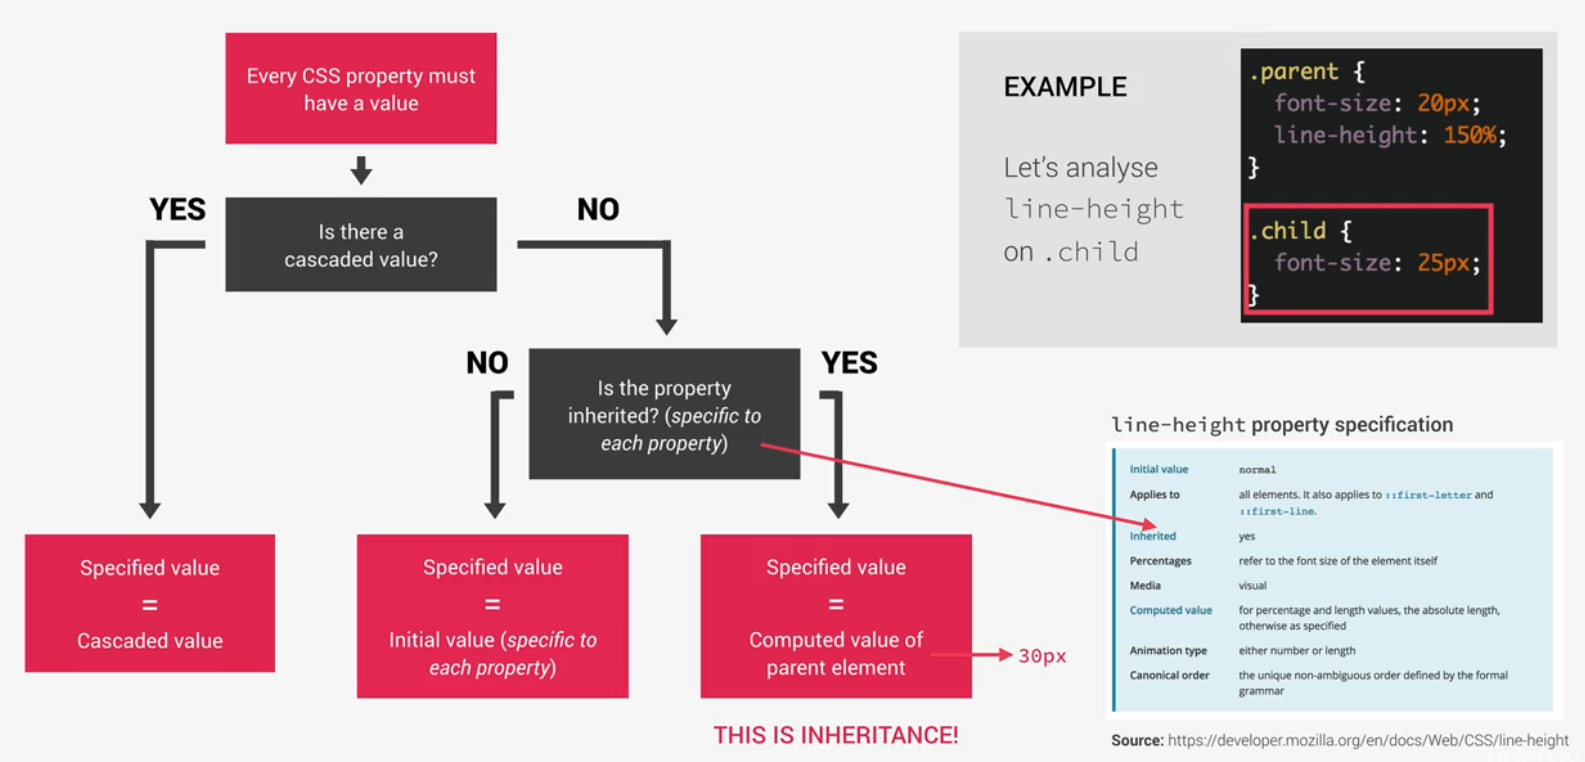 Every CSS property must
have a value
YES
Is there a
cascaded value?
NO
NO
Is the property
inherited? (specific to
each property)
YES
Specified value
=
Cascaded value
Specified value
=
Initial value (specific to
each property)
Specified value
=
Computed value of
parent element
30px
THIS IS INHERITANCE!
EXAMPLE
Let's analyse
line-height
on .child
.parent {
font-size: 20px;
line-height: 150%;
}
.child {
font-size: 25px;
}
line-height property specification
Initial value normal
Applies to all elements. It also applies to ::first-letter and
::first-line.
Inherited yes
Percentages refer to the font size of the element itself
Media visual
Computed value for percentage and length values, the absolute length,
otherwise as specified
Animation type either number or length
Canonical order the unique non-ambiguous order defined by the formal
grammar
Source: https://developer.mozilla.org/en/docs/Web/CSS/line-height